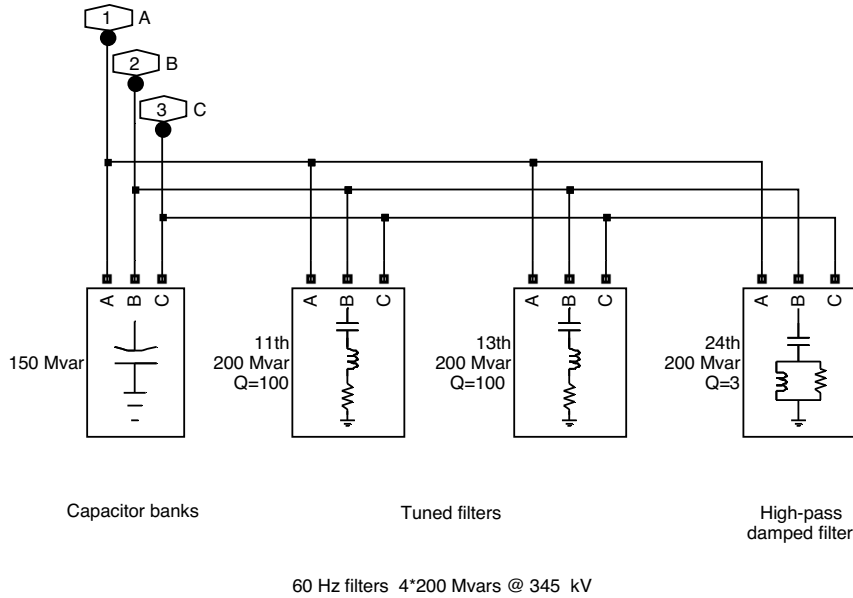 1 A
2 B
3 C
A B C
A B C
A B C
A B C
150 Mvar
11th
200 Mvar
Q=100
13th
200 Mvar
Q=100
24th
200 Mvar
Q=3
Capacitor banks
Tuned filters
High-pass
damped filter
60 Hz filters 4*200 Mvars @ 345 kV